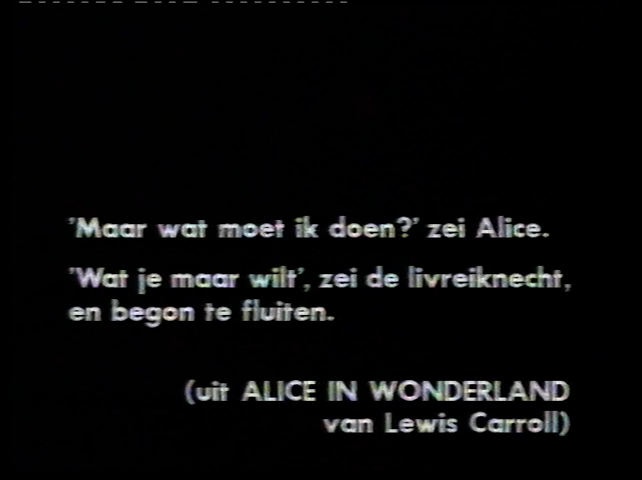 'Maar wat moet ik doen?' zei Alice.
'Wat je maar wilt', zei de livreiknecht,
en begon te fluiten.
(uit ALICE IN WONDERLAND
van Lewis Carroll)